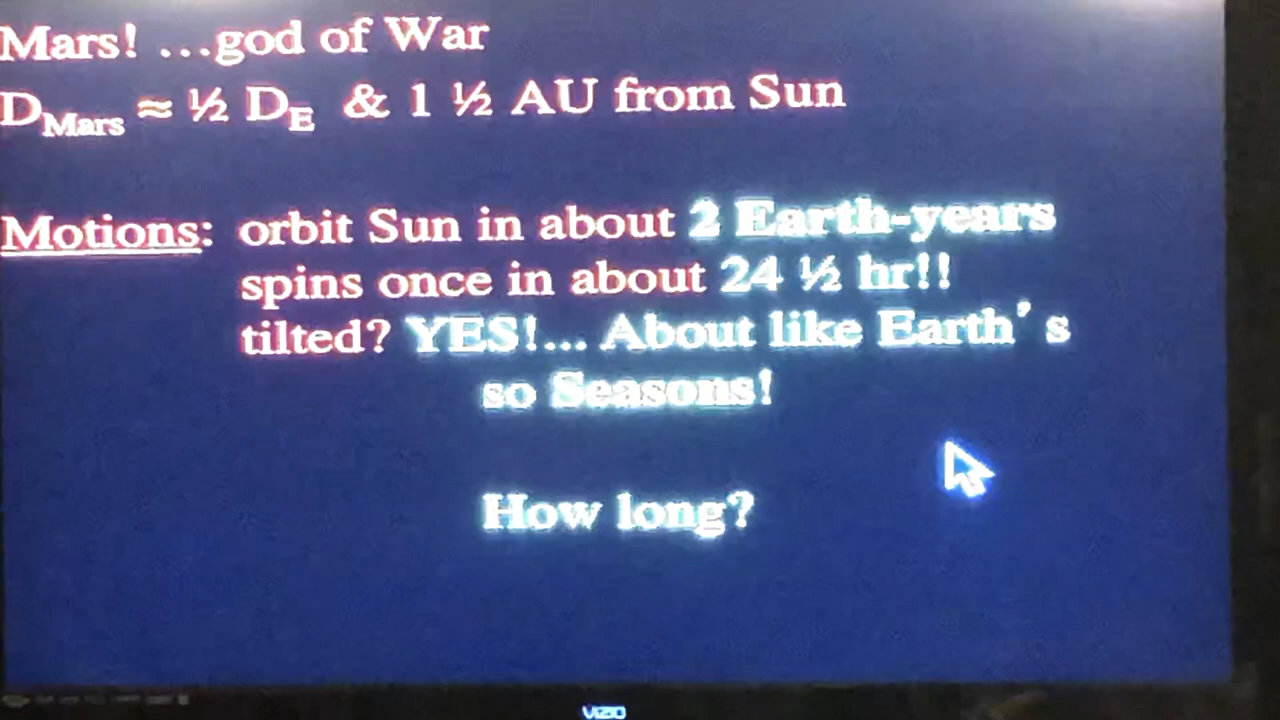 Mars! ...god of War
DMars ≈ ½ DE & 1 ½ AU from Sun
Motions: orbit Sun in about 2 Earth-years
spins once in about 24 ½ hr!!
tilted? YES!... About like Earth's
so Seasons!
How long?
VIZIO